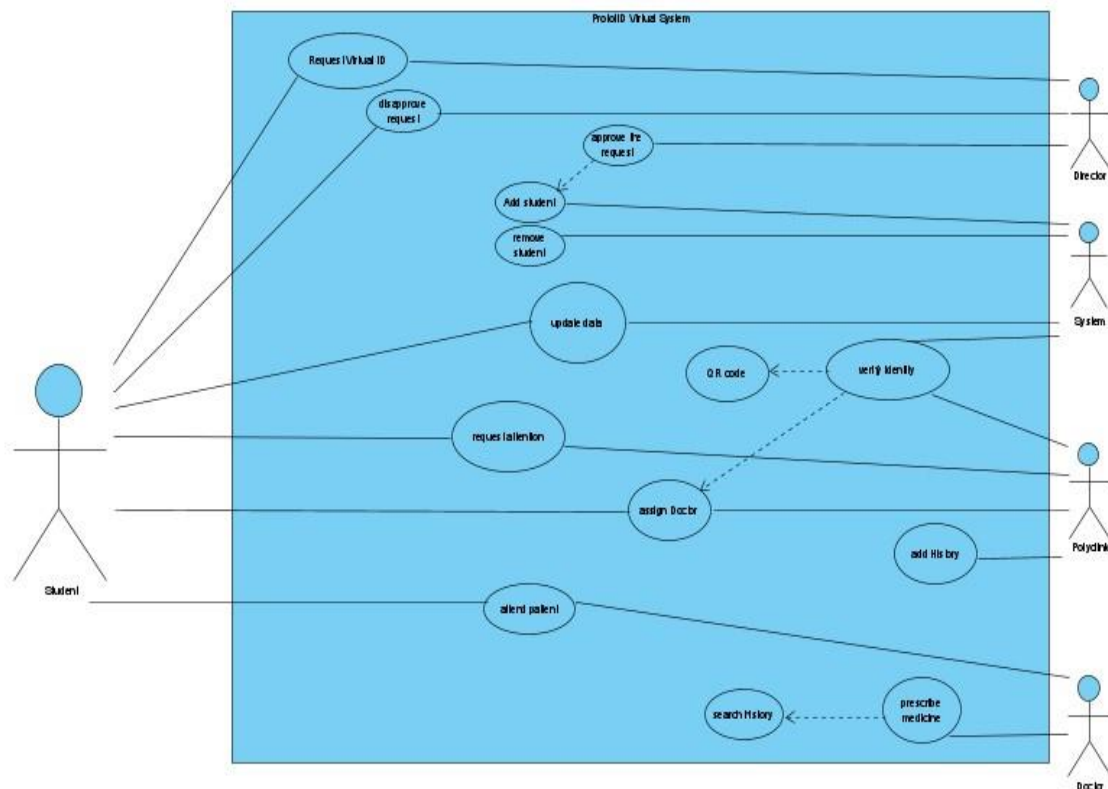 ProtoIID Virtual System
Request Virtual ID
disapprove
request
approve the
request
Director
Add student
remove
student
System
update data
QR code
verify identity
request attention
assign Doctor
Polyclinic
add History
Student
attend patient
search history
prescribe
medicine
Doctor